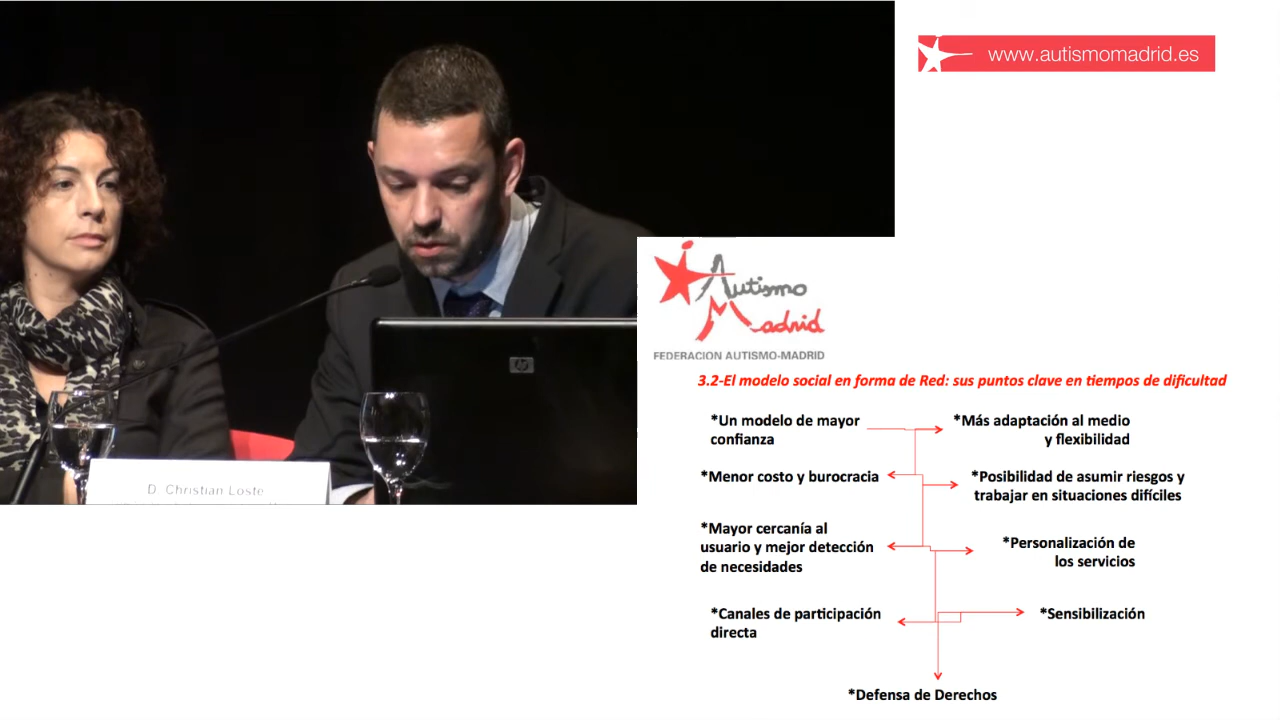 www.autismomadrid.es
Autismo
Madrid
FEDERACION AUTISMO-MADRID
3.2-El modelo social en forma de Red: sus puntos clave en tiempos de dificultad
*Un modelo de mayor
confianza
*Más adaptación al medio
y flexibilidad
*Menor costo y burocracia
*Posibilidad de asumir riesgos y
trabajar en situaciones difíciles
*Mayor cercanía al
usuario y mejor detección
de necesidades
*Personalización de
los servicios
*Canales de participación
directa
*Sensibilización
*Defensa de Derechos
hp
D. Christian Loste